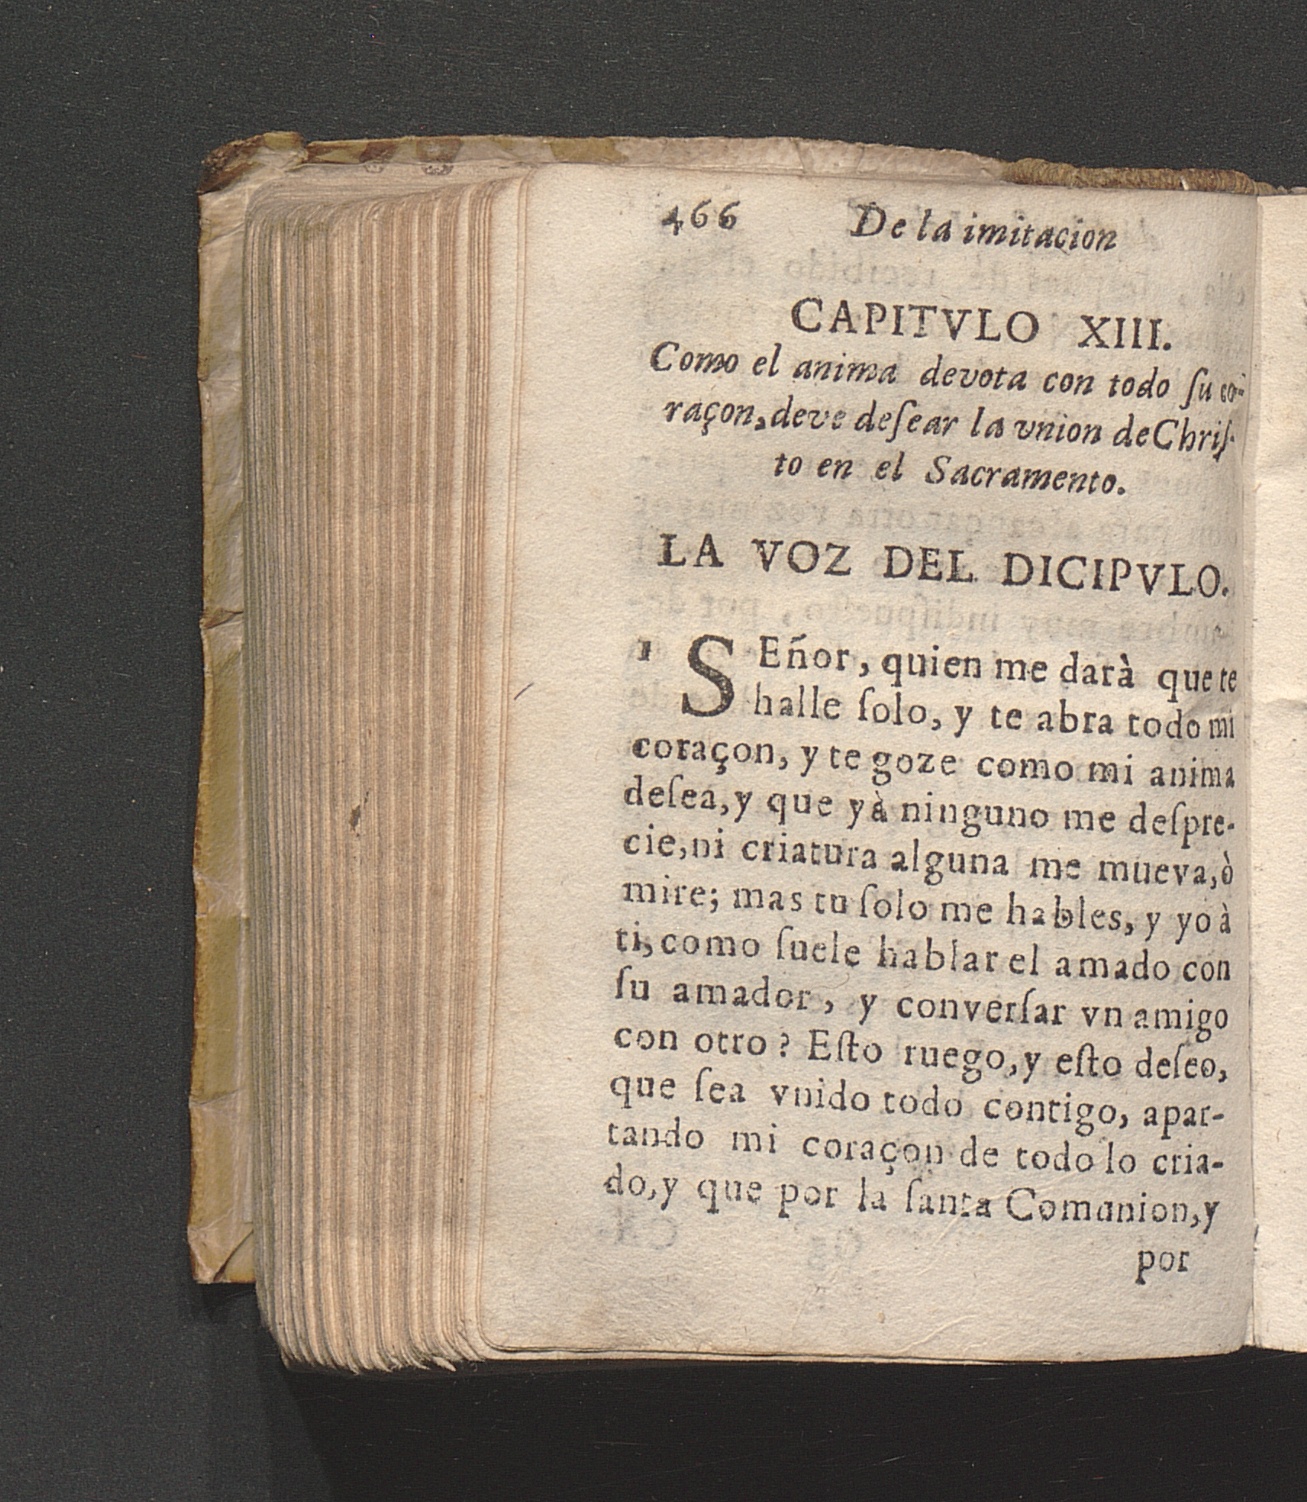 466 De la imitacion
CAPITVLO XIII.
Como el anima devota con todo ſu co-
raçon, deve deſear la vnion de Chriſ-
to en el Sacramento.
LA VOZ DEL DICIPVLO.
1 SEñor, quien me darà que te
halle ſolo, y te abra todo mi
coraçon, y te goze como mi anima
deſea, y que yà ninguno me deſpre-
cie, ni criatura alguna me mueva, ò
mire; mas tu ſolo me hables, y yo à
ti, como ſuele hablar el amado con
ſu amador, y converſar vn amigo
con otro? Eſto ruego, y eſto deſeo,
que ſea vnido todo contigo, apar-
tando mi coraçon de todo lo cria-
do, y que por la ſanta Comunion, y
por